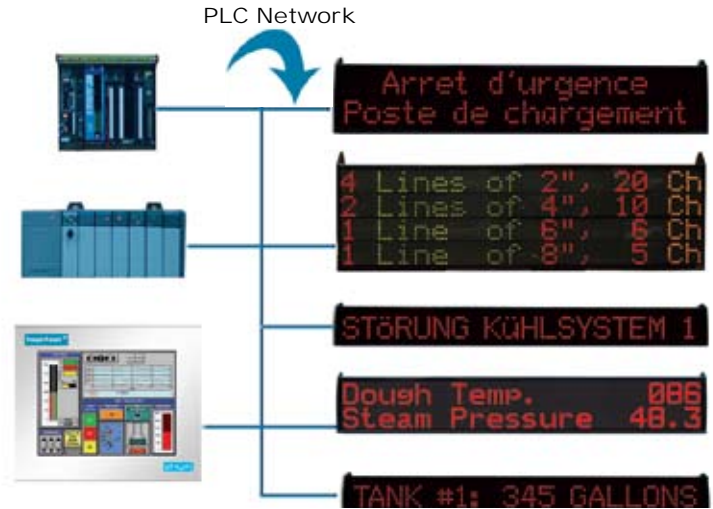 PLC Network
Arret d'urgence
Poste de chargement
4 Lines of 2", 20 Ch
2 Lines of 4", 10 Ch
1 Line of 6", 6 Ch
1 Line of 8", 5 Ch
STöRUNG KüHLSYSTEM 1
Dough Temp. 086
Steam Pressure 48.3
TANK #1: 345 GALLONS